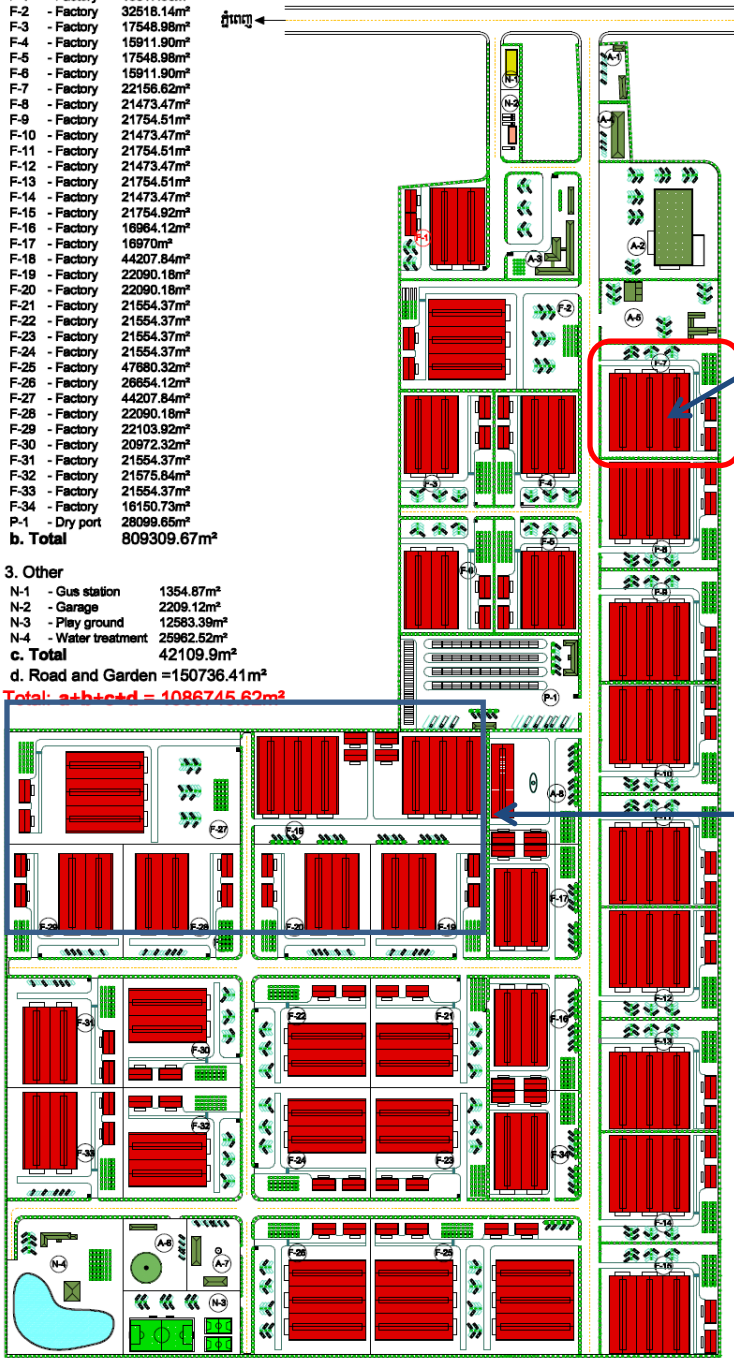 F-2 - Factory 32518.14m²
F-3 - Factory 17548.98m²
F-4 - Factory 15911.90m²
F-5 - Factory 17548.98m²
F-6 - Factory 15911.90m²
F-7 - Factory 22156.62m²
F-8 - Factory 21473.47m²
F-9 - Factory 21754.51m²
F-10 - Factory 21473.47m²
F-11 - Factory 21754.51m²
F-12 - Factory 21473.47m²
F-13 - Factory 21754.51m²
F-14 - Factory 21473.47m²
F-15 - Factory 21754.92m²
F-16 - Factory 16964.12m²
F-17 - Factory 16970m²
F-18 - Factory 44207.84m²
F-19 - Factory 22090.18m²
F-20 - Factory 22090.18m²
F-21 - Factory 21554.37m²
F-22 - Factory 21554.37m²
F-23 - Factory 21554.37m²
F-24 - Factory 21554.37m²
F-25 - Factory 47680.32m²
F-26 - Factory 26654.12m²
F-27 - Factory 44207.84m²
F-28 - Factory 22090.18m²
F-29 - Factory 22103.92m²
F-30 - Factory 20972.32m²
F-31 - Factory 21554.37m²
F-32 - Factory 21575.84m²
F-33 - Factory 21554.37m²
F-34 - Factory 16150.73m²
P-1 - Dry port 28099.65m²
b. Total 809309.67m²
3. Other
N-1 - Gus station 1354.87m²
N-2 - Garage 2209.12m²
N-3 - Play ground 12583.39m²
N-4 - Water treatment 25962.52m²
c. Total 42109.9m²
d. Road and Garden =150736.41m²
Total: a+b+c+d = 1086745.62m²
ភ្នំពេញ
N-1
A-1
N-2
A-4
F-1
A-3
A-2
F-2
A-5
F-7
F-3
F-4
F-8
F-5
F-6
F-9
P-1
F-10
A-8
F-11
F-27
F-18
F-17
F-29
F-28
F-20
F-19
F-12
F-31
F-30
F-22
F-21
F-16
F-13
F-33
F-32
F-24
F-23
F-34
F-14
N-4
A-6
A-7
F-26
F-25
F-15
N-3